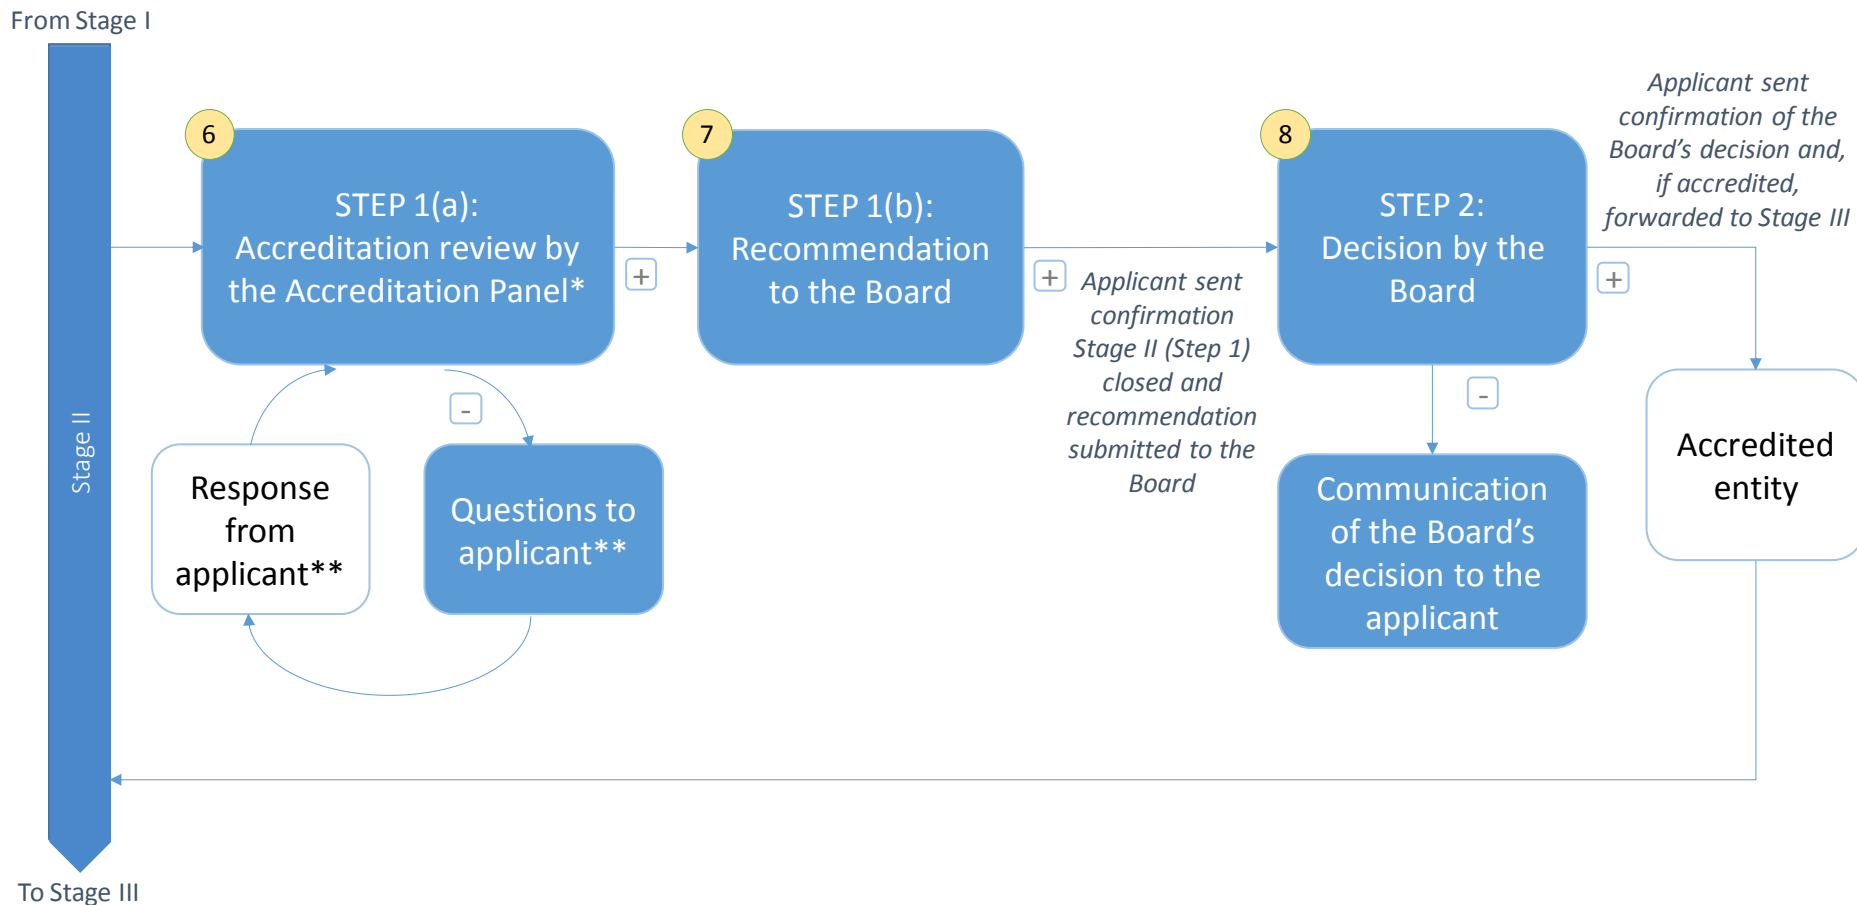 From Stage I
Stage II
To Stage III
6
STEP 1(a):
Accreditation review by
the Accreditation Panel*
+
-
Questions to
applicant**
Response
from
applicant**
7
STEP 1(b):
Recommendation
to the Board
+
Applicant sent
confirmation
Stage II (Step 1)
closed and
recommendation
submitted to the
Board
8
STEP 2:
Decision by the
Board
-
Communication
of the Board’s
decision to the
applicant
+
Applicant sent
confirmation of the
Board’s decision and,
if accredited,
forwarded to Stage III
Accredited
entity